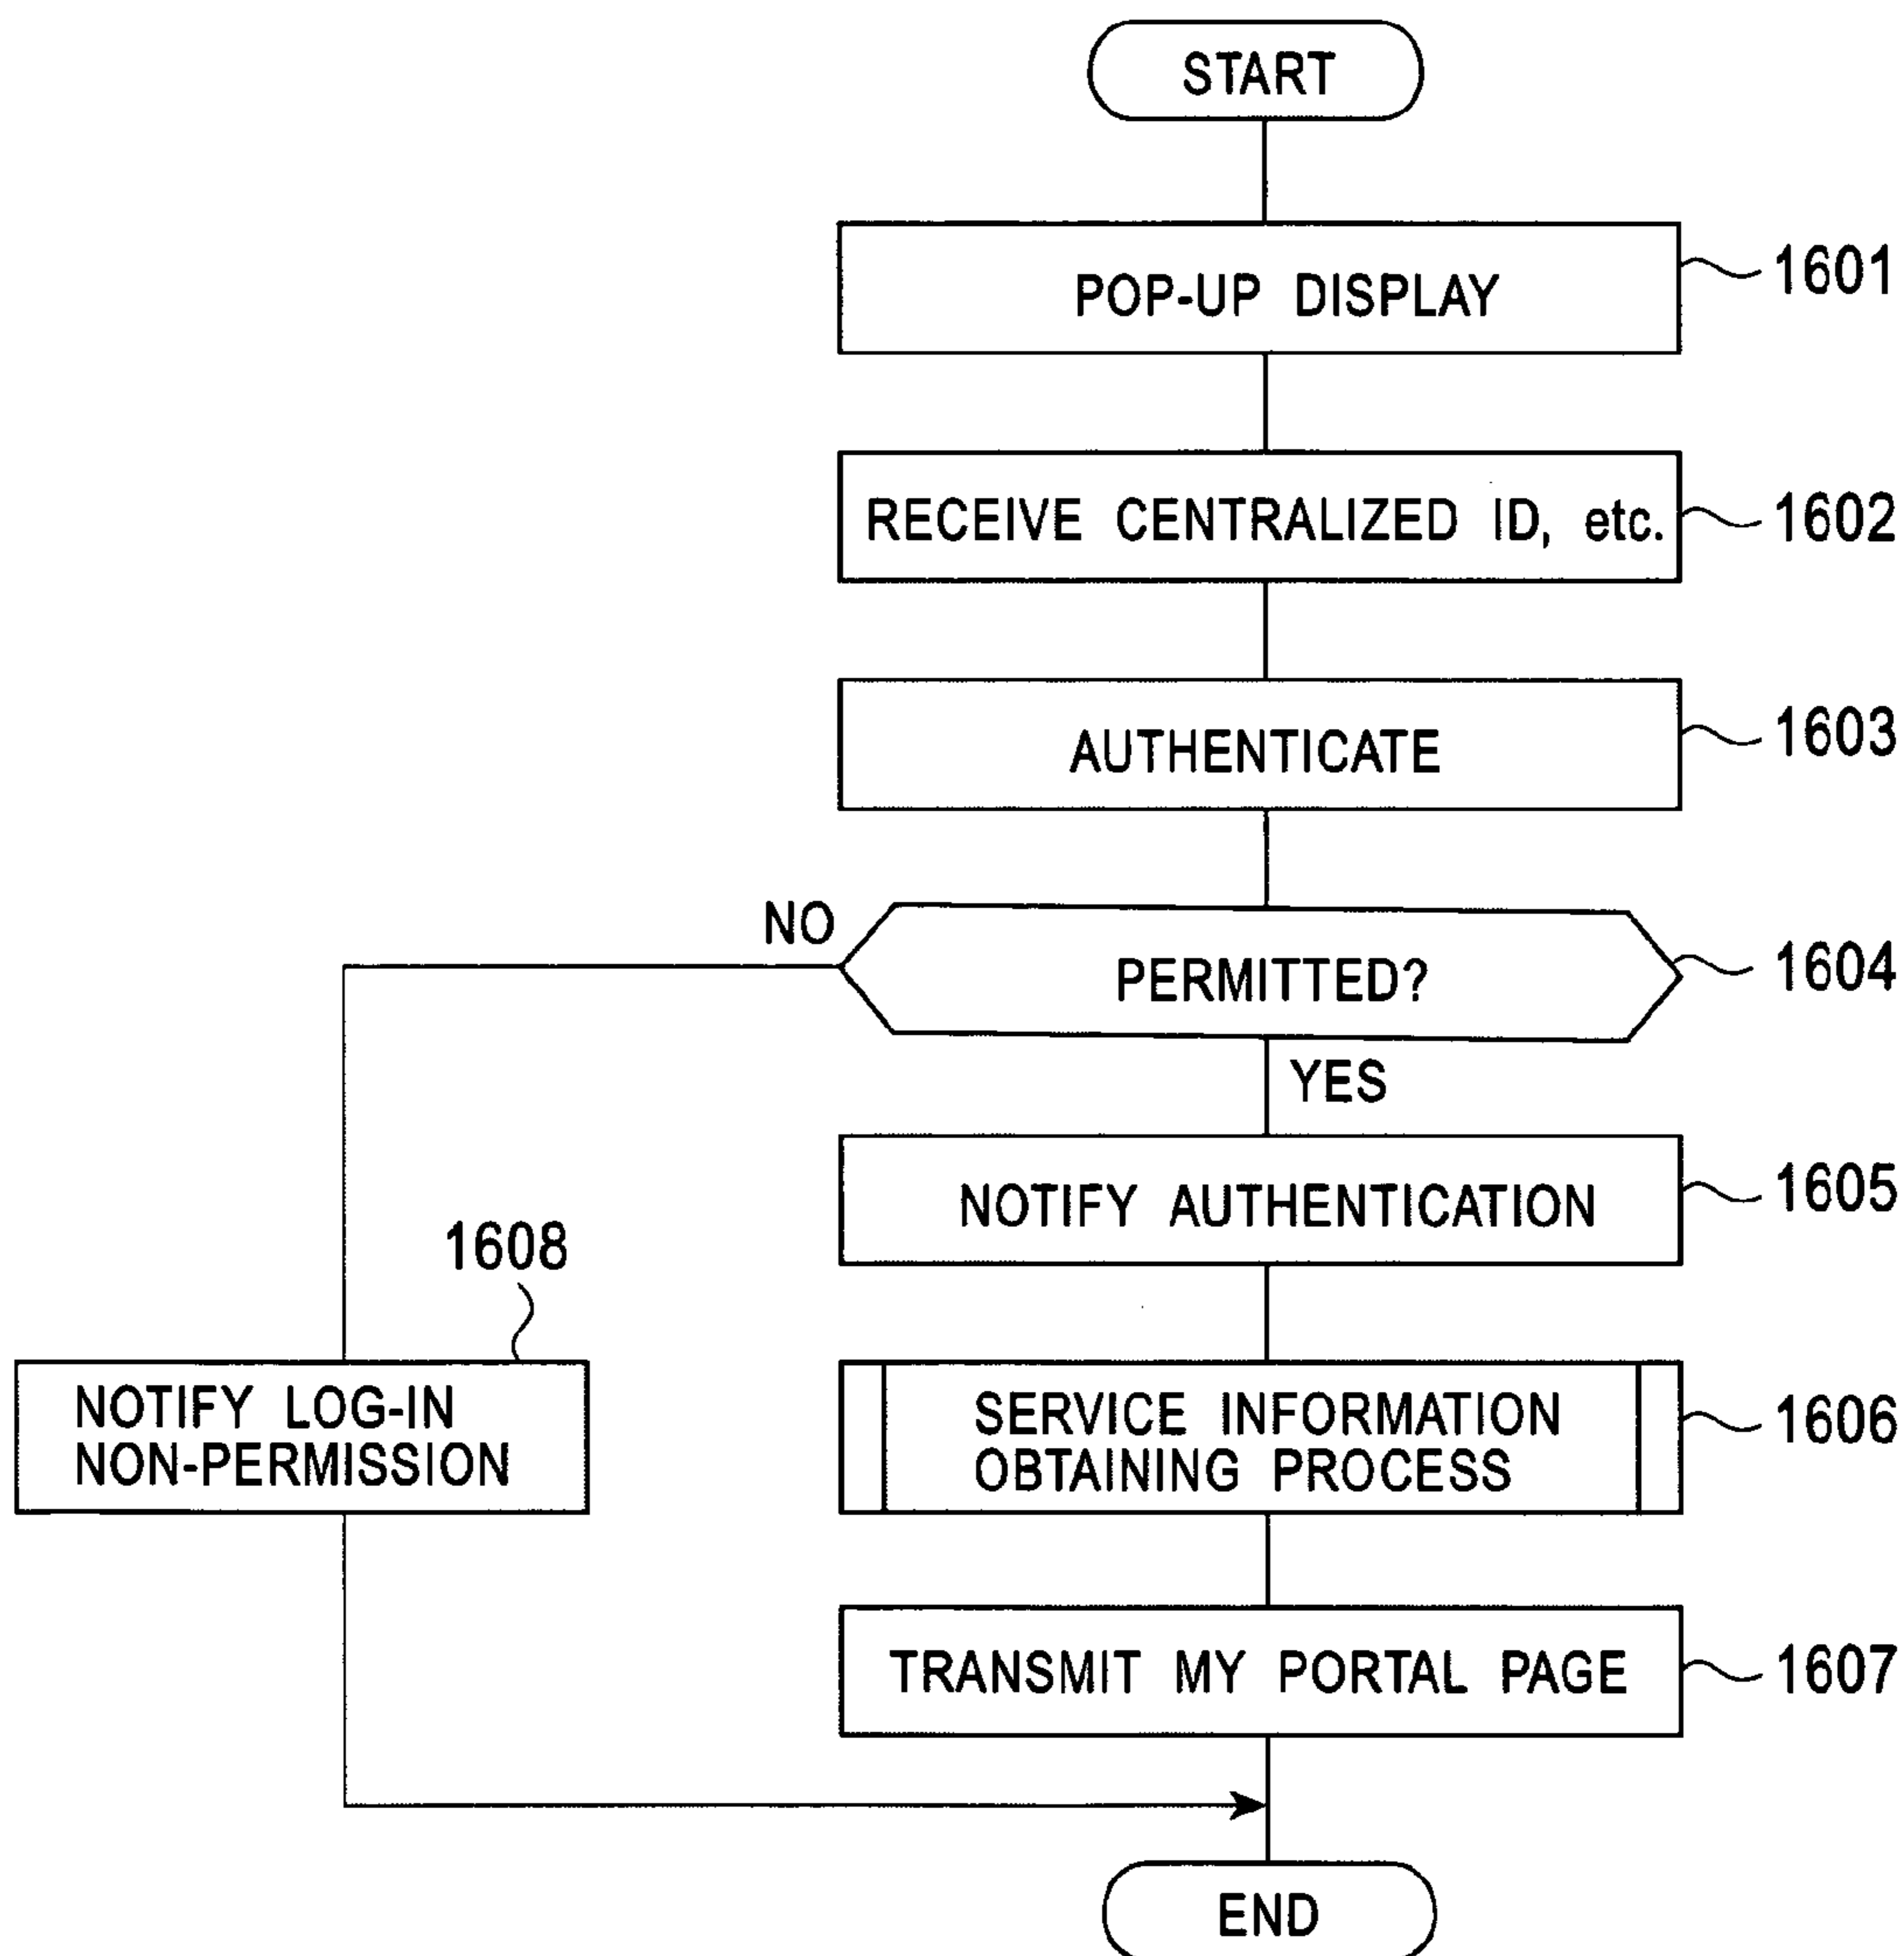 START
POP-UP DISPLAY
1601
RECEIVE CENTRALIZED ID, etc.
1602
AUTHENTICATE
1603
NO
PERMITTED?
1604
YES
NOTIFY AUTHENTICATION
1605
1608
NOTIFY LOG-IN
NON-PERMISSION
SERVICE INFORMATION
OBTAINING PROCESS
1606
TRANSMIT MY PORTAL PAGE
1607
END